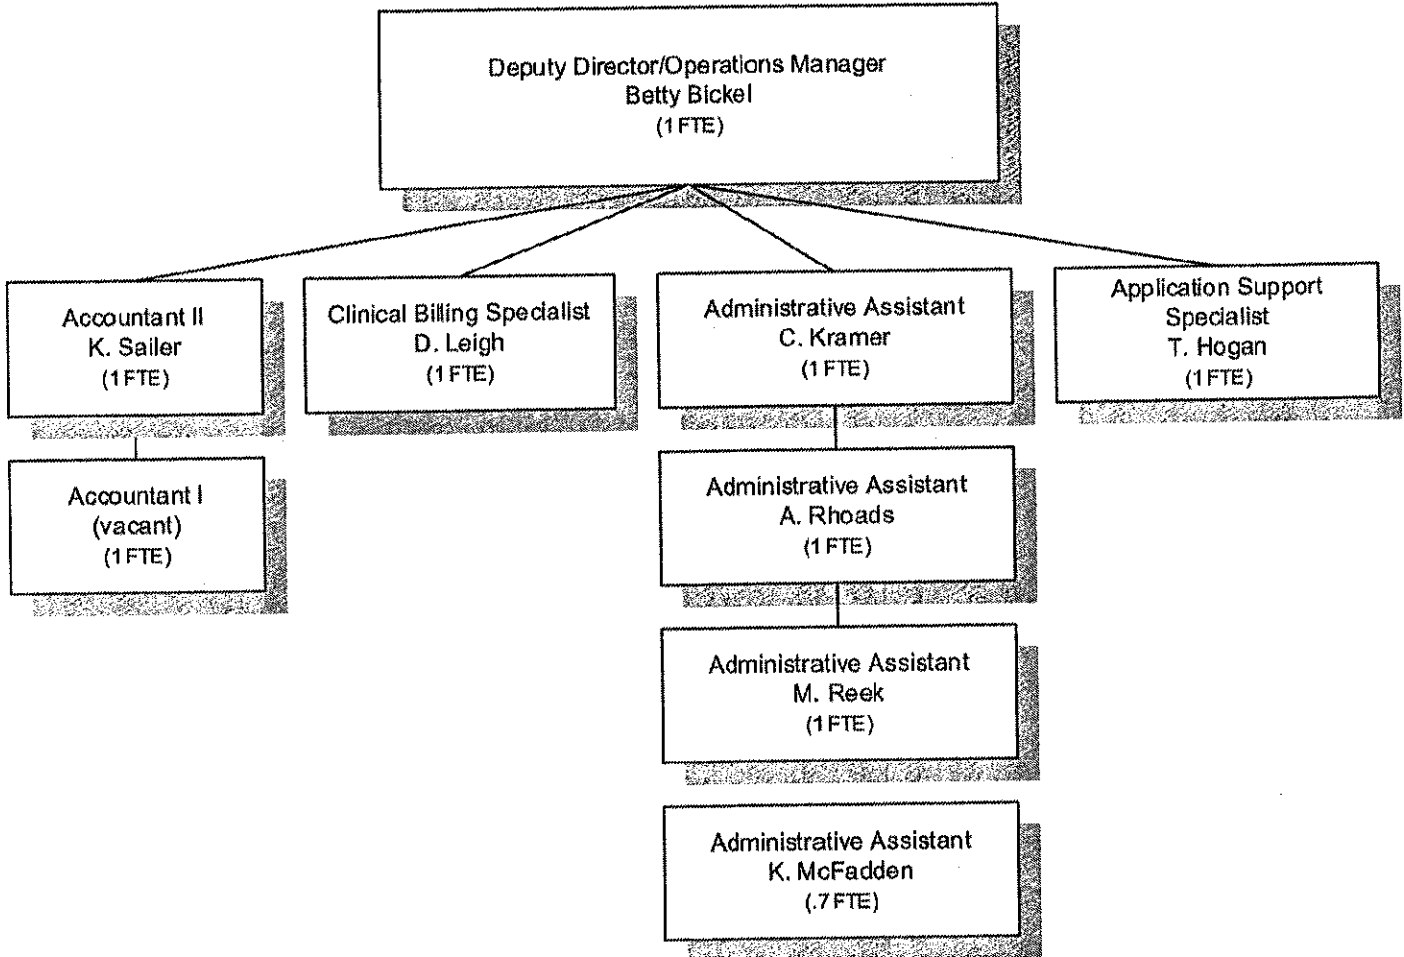 Deputy Director/Operations Manager
Betty Bickel
(1 FTE)
Accountant II
K. Sailer
(1 FTE)
Clinical Billing Specialist
D. Leigh
(1 FTE)
Administrative Assistant
C. Kramer
(1 FTE)
Application Support
Specialist
T. Hogan
(1 FTE)
Accountant I
(vacant)
(1 FTE)
Administrative Assistant
A. Rhoads
(1 FTE)
Administrative Assistant
M. Reek
(1 FTE)
Administrative Assistant
K. McFadden
(.7 FTE)